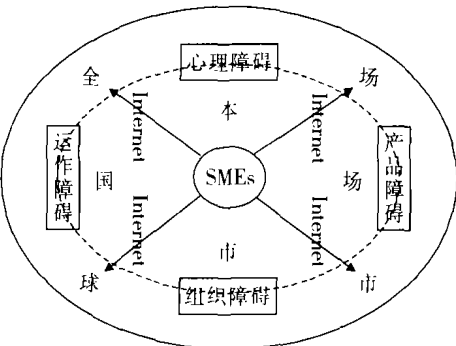 心理障碍
全
场
Internet
Internet
本
运作障碍
国
SMEs
场
产品障碍
Internet
Internet
市
球
市
组织障碍